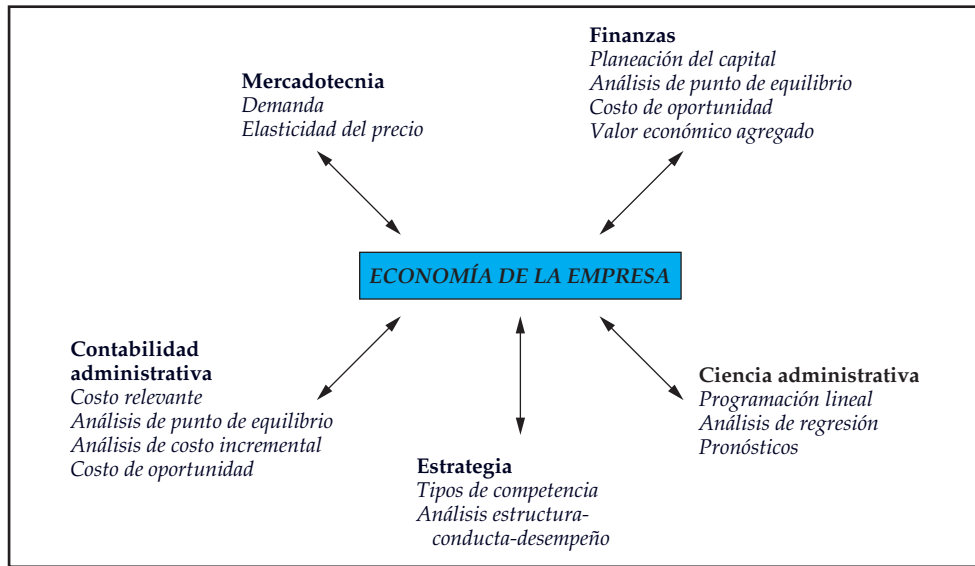 Mercadotecnia
Demanda
Elasticidad del precio
Finanzas
Planeación del capital
Análisis de punto de equilibrio
Costo de oportunidad
Valor económico agregado
ECONOMÍA DE LA EMPRESA
Contabilidad
administrativa
Costo relevante
Análisis de punto de equilibrio
Análisis de costo incremental
Costo de oportunidad
Estrategia
Tipos de competencia
Análisis estructura-
conducta-desempeño
Ciencia administrativa
Programación lineal
Análisis de regresión
Pronósticos